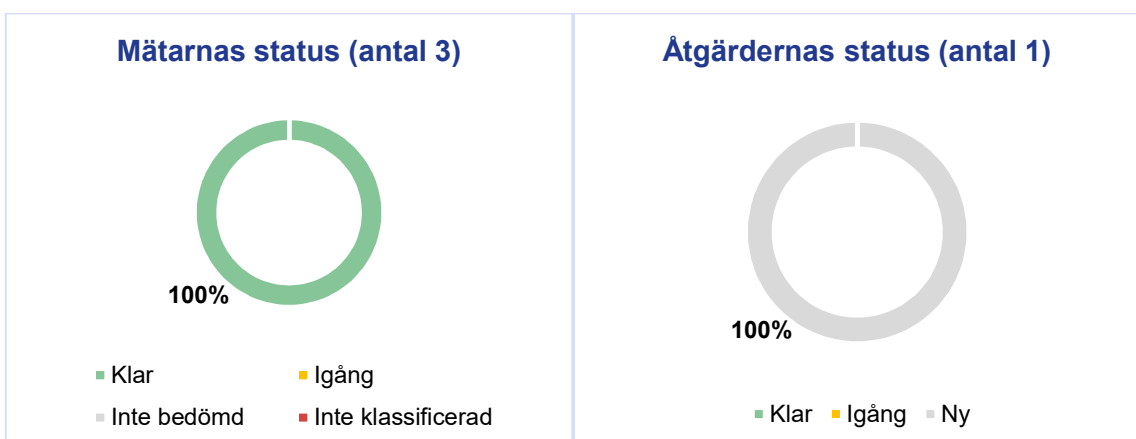 Mätarnas status (antal 3)
100%
Klar
Igång
Inte bedömd
Inte klassificerad
Åtgärdernas status (antal 1)
100%
Klar
Igång
Ny